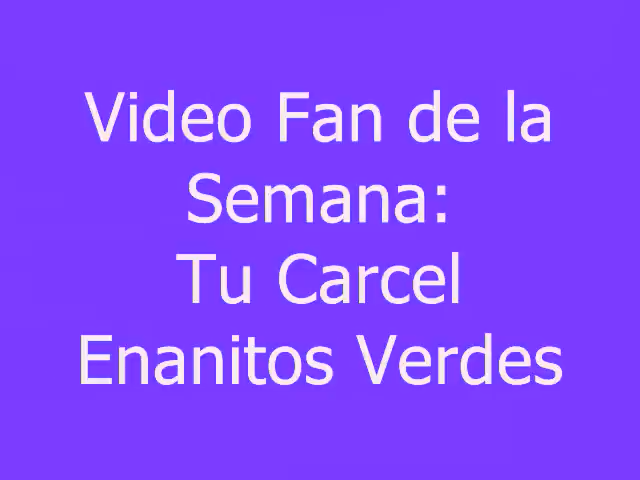 Video Fan de la
Semana:
Tu Carcel
Enanitos Verdes